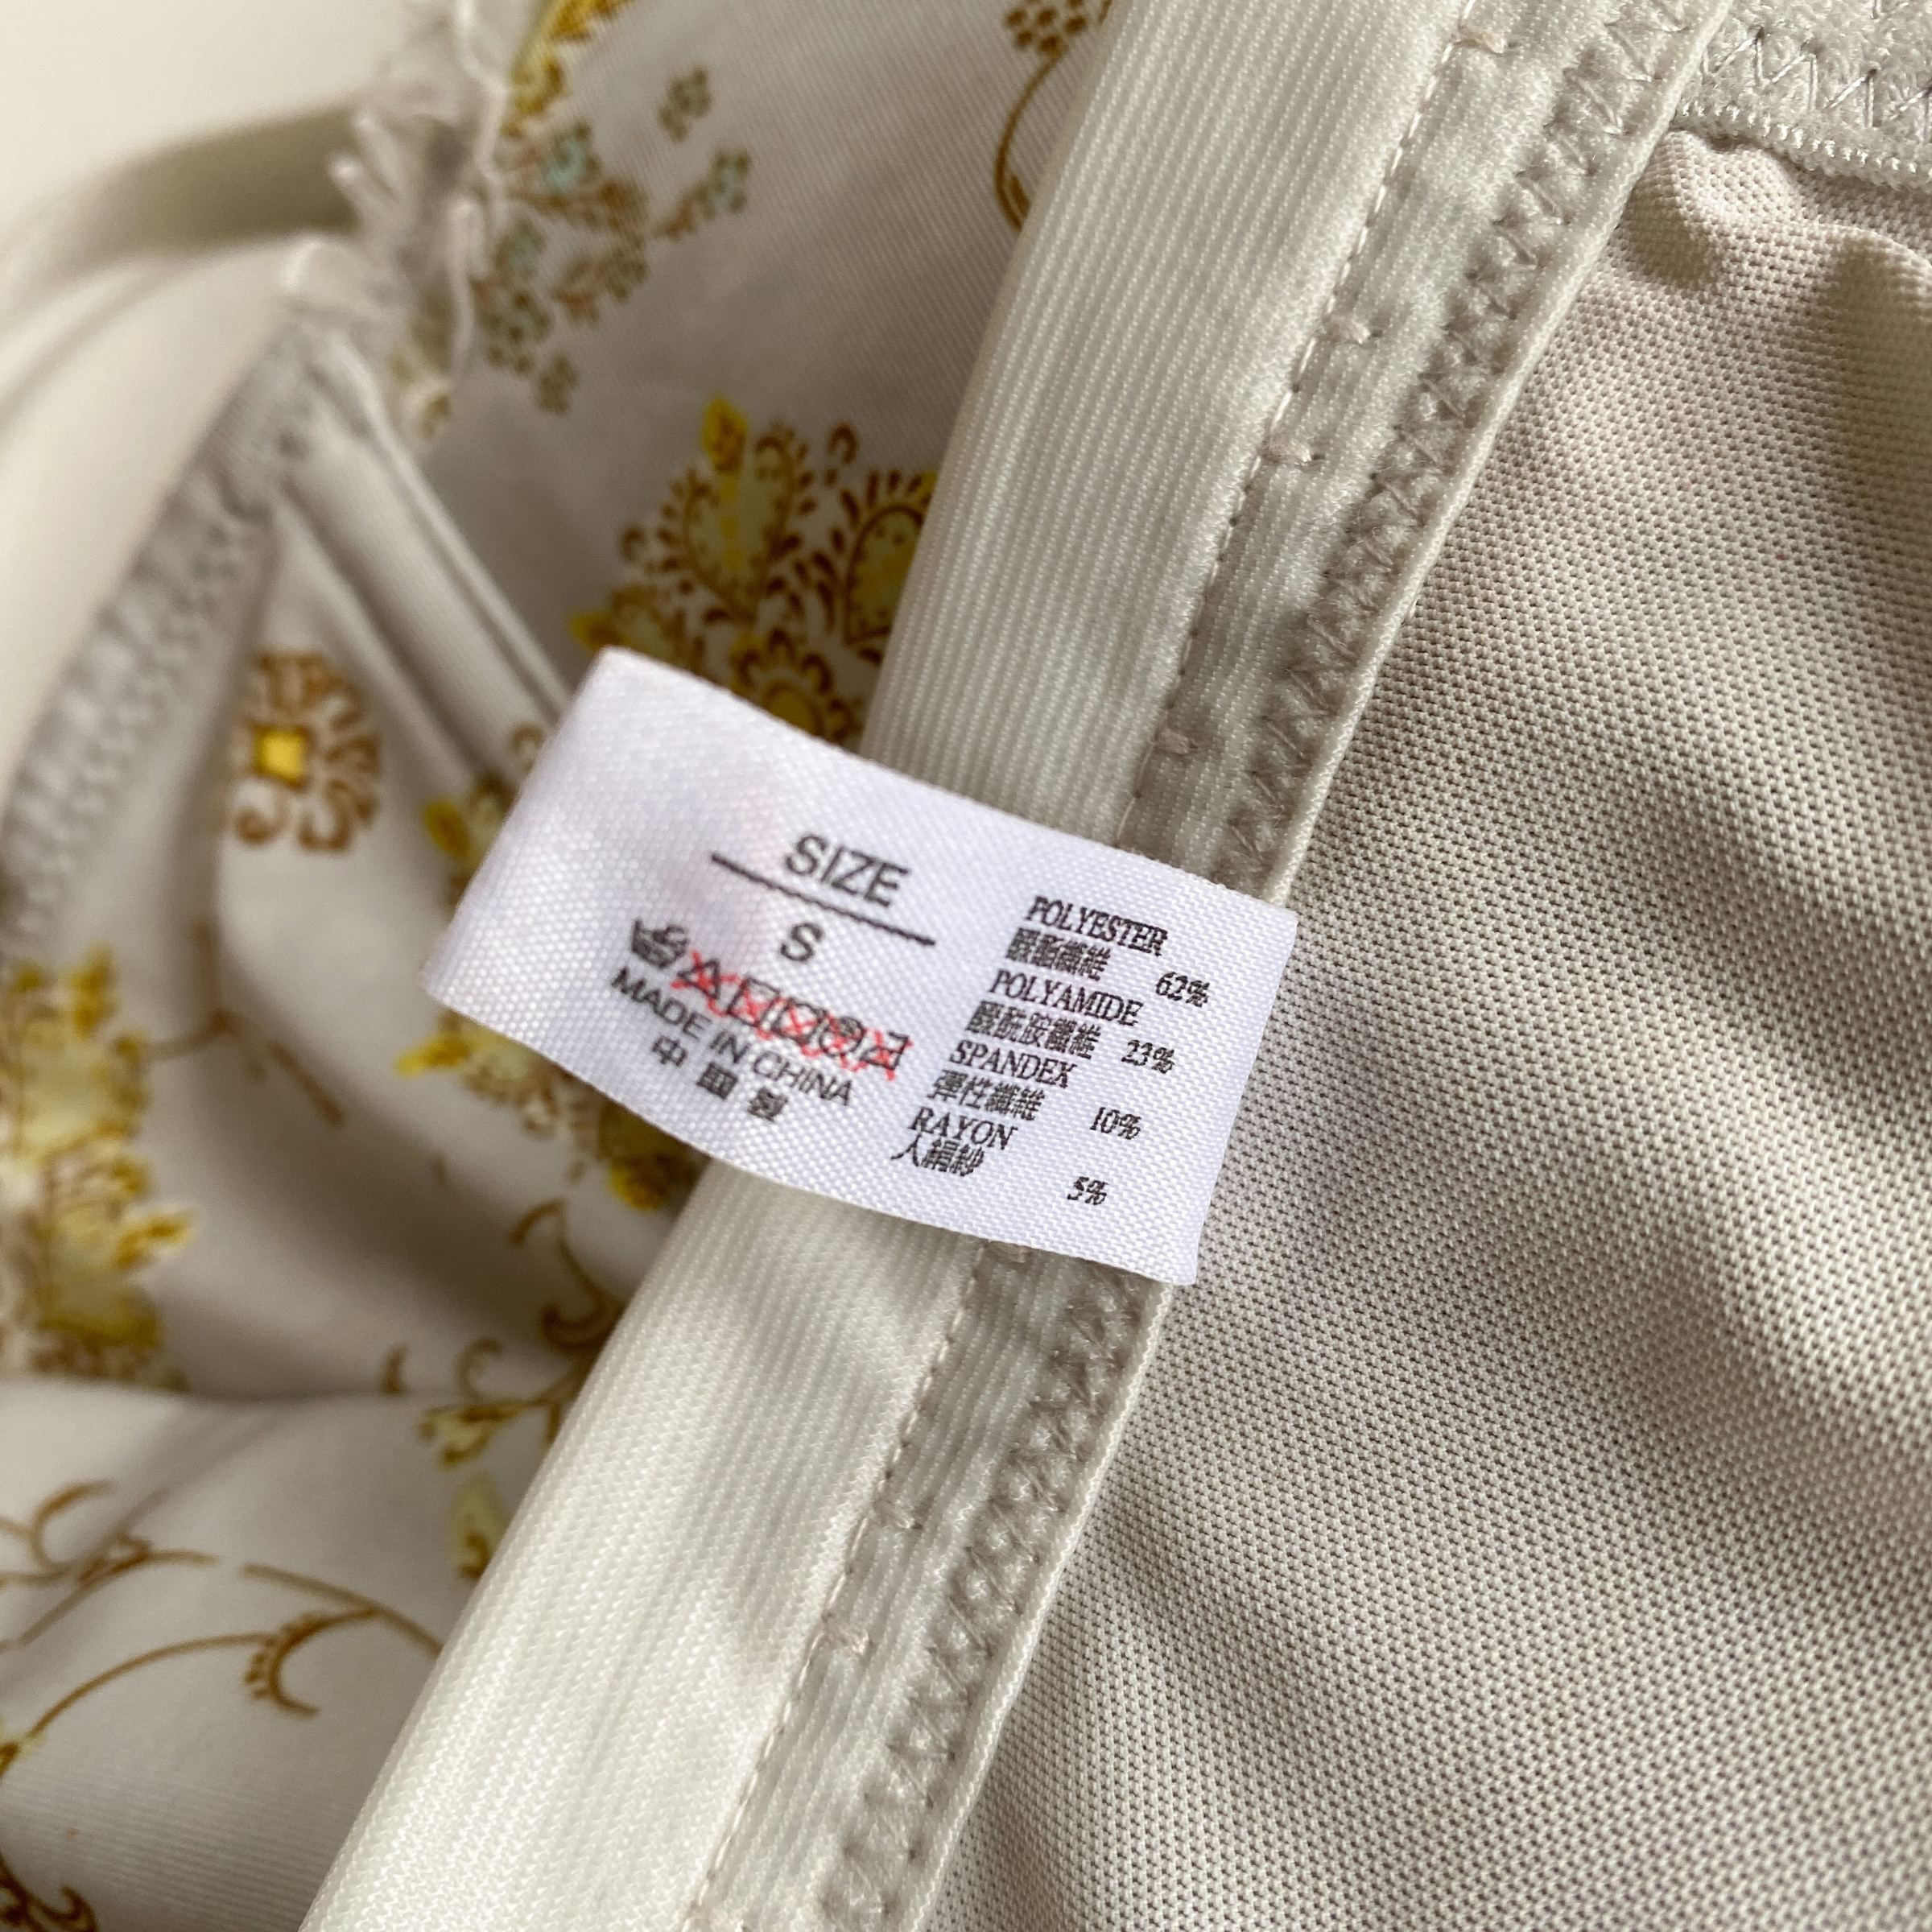 SIZE
S
MADE IN CHINA
中國製
POLYESTER
聚酯纖維 62%
POLYAMIDE
聚酰胺纖維 23%
SPANDEX
彈性纖維 10%
RAYON
人絹紗 5%